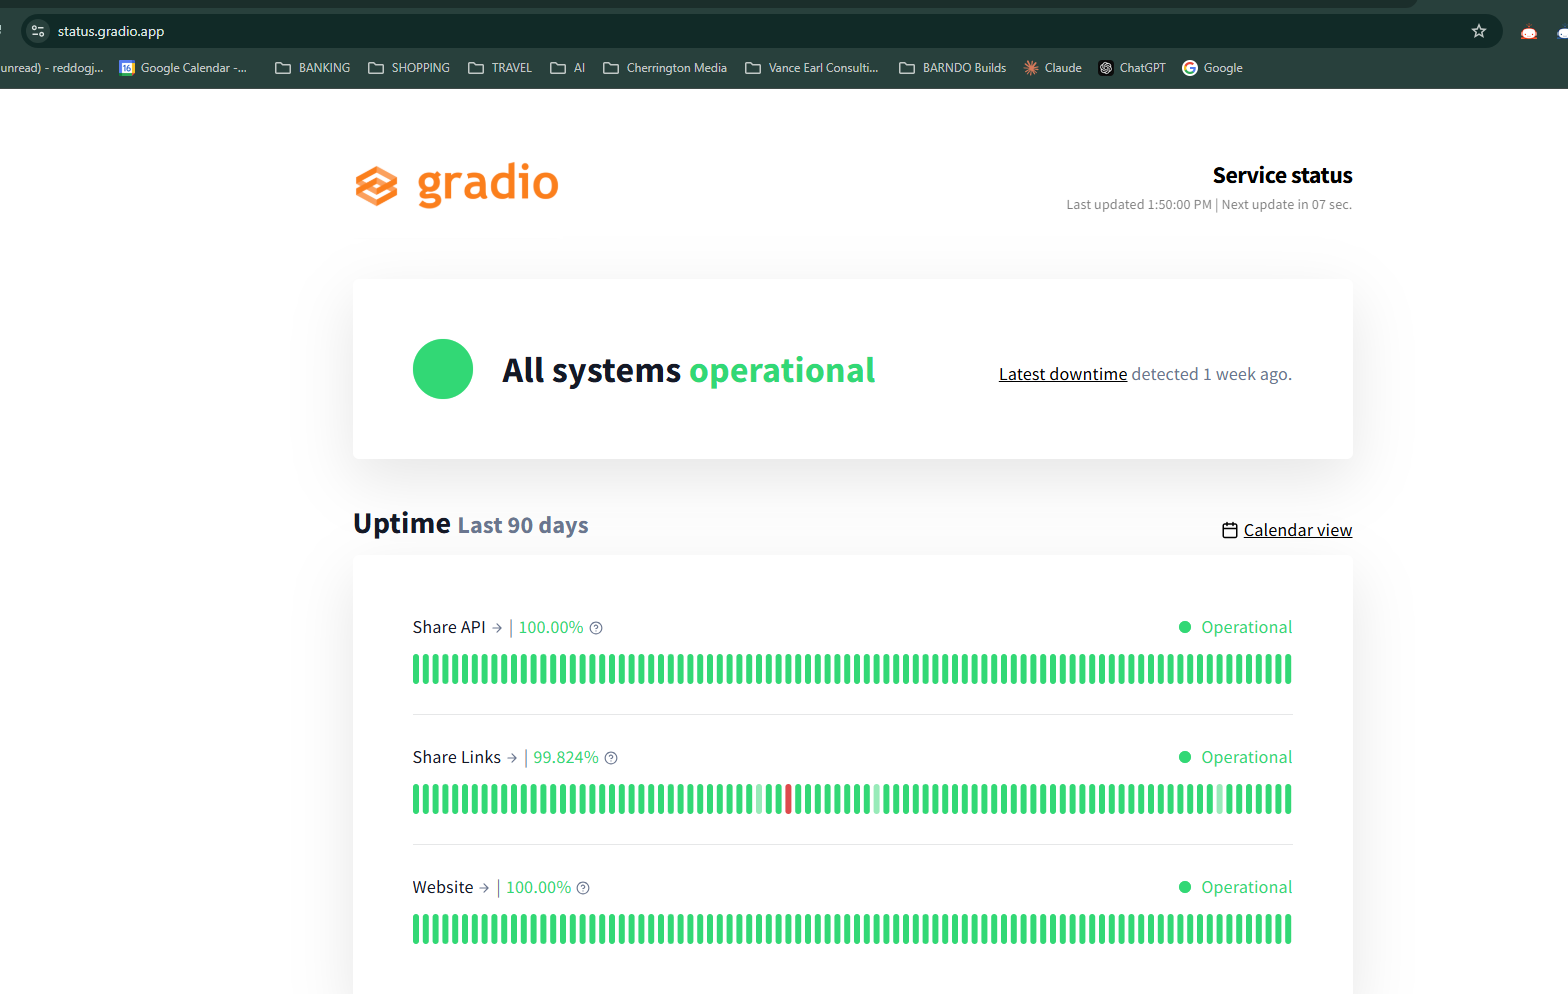 status.gradio.app
unread) - reddogj... Google Calendar -... BANKING SHOPPING TRAVEL AI Cherrington Media Vance Earl Consulti... BARNDO Builds Claude ChatGPT Google
16
gradio
Service status
Last updated 1:50:00 PM | Next update in 07 sec.
All systems operational
Latest downtime detected 1 week ago.
Uptime Last 90 days
Calendar view
Share API → | 100.00% ?
Operational
Share Links → | 99.824% ?
Operational
Website → | 100.00% ?
Operational